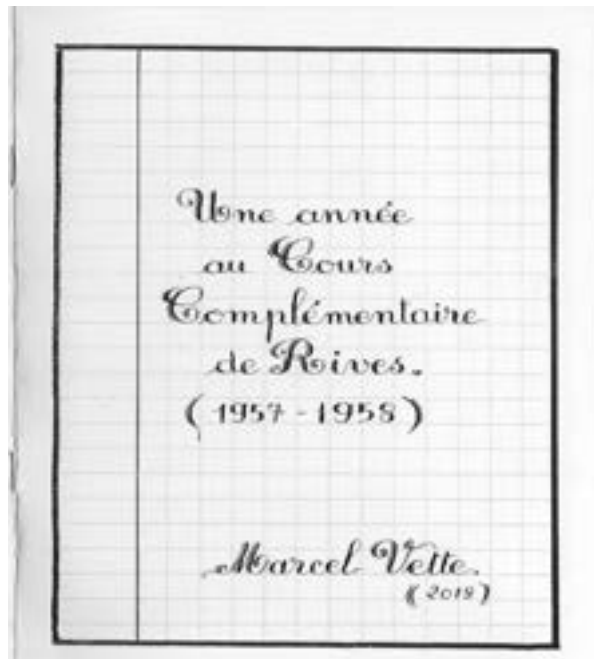 Une année
au Cours
Complémentaire
de Rives.
(1957-1958)
Marcel Vette.
(2018)